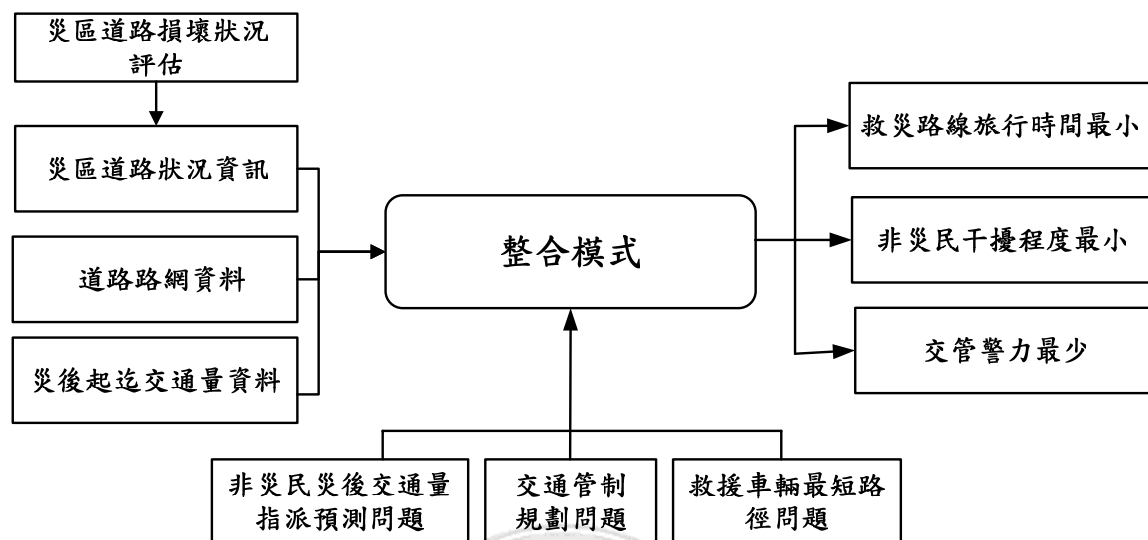 災區道路損壞狀況
評估
災區道路狀況資訊
道路路網資料
災後起迄交通量資料
整合模式
救災路線旅行時間最小
非災民干擾程度最小
交管警力最少
非災民災後交通量
指派預測問題
交通管制
規劃問題
救援車輛最短路
徑問題